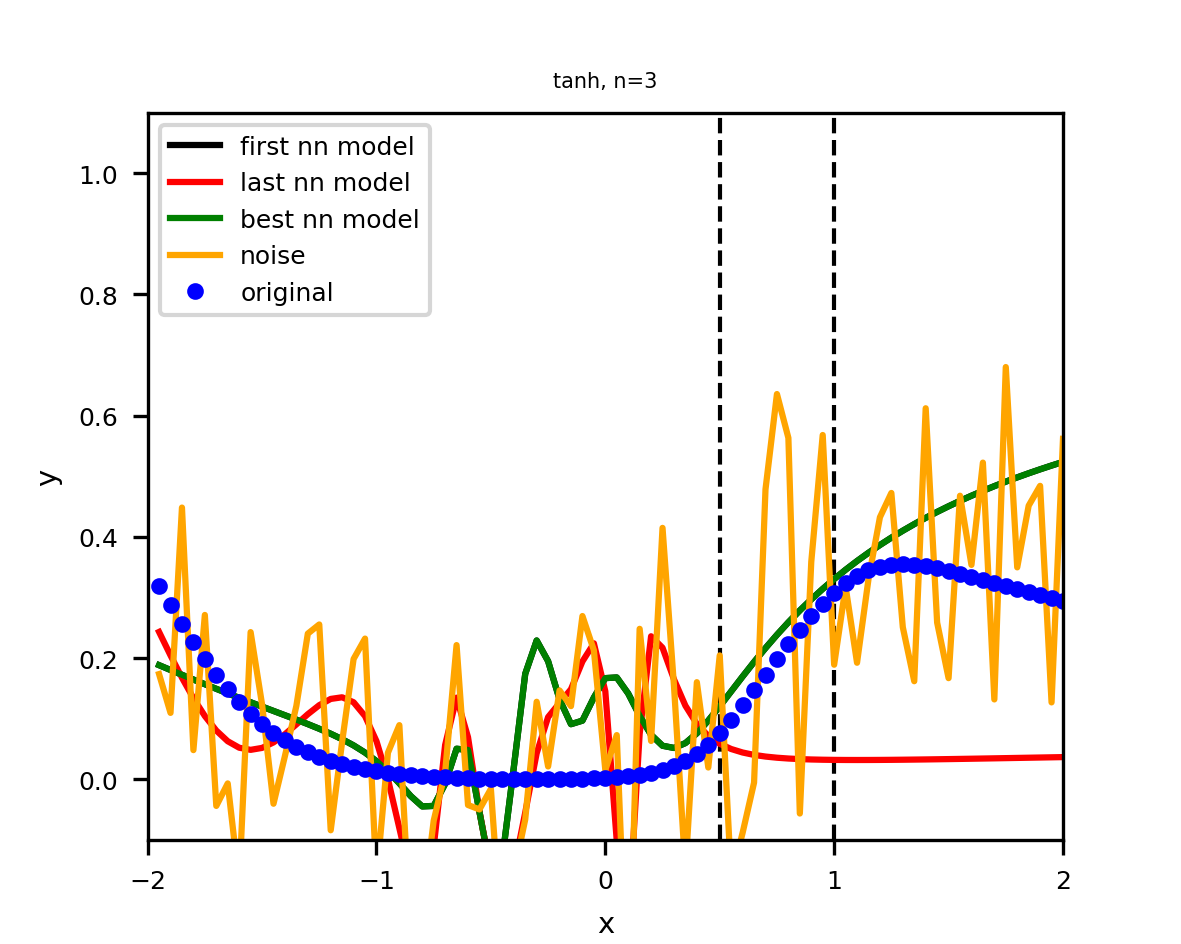 tanh, n=3
first nn model
last nn model
best nn model
noise
original
1.0
0.8
0.6
0.4
0.2
0.0
y
−2
−1
0
1
2
x